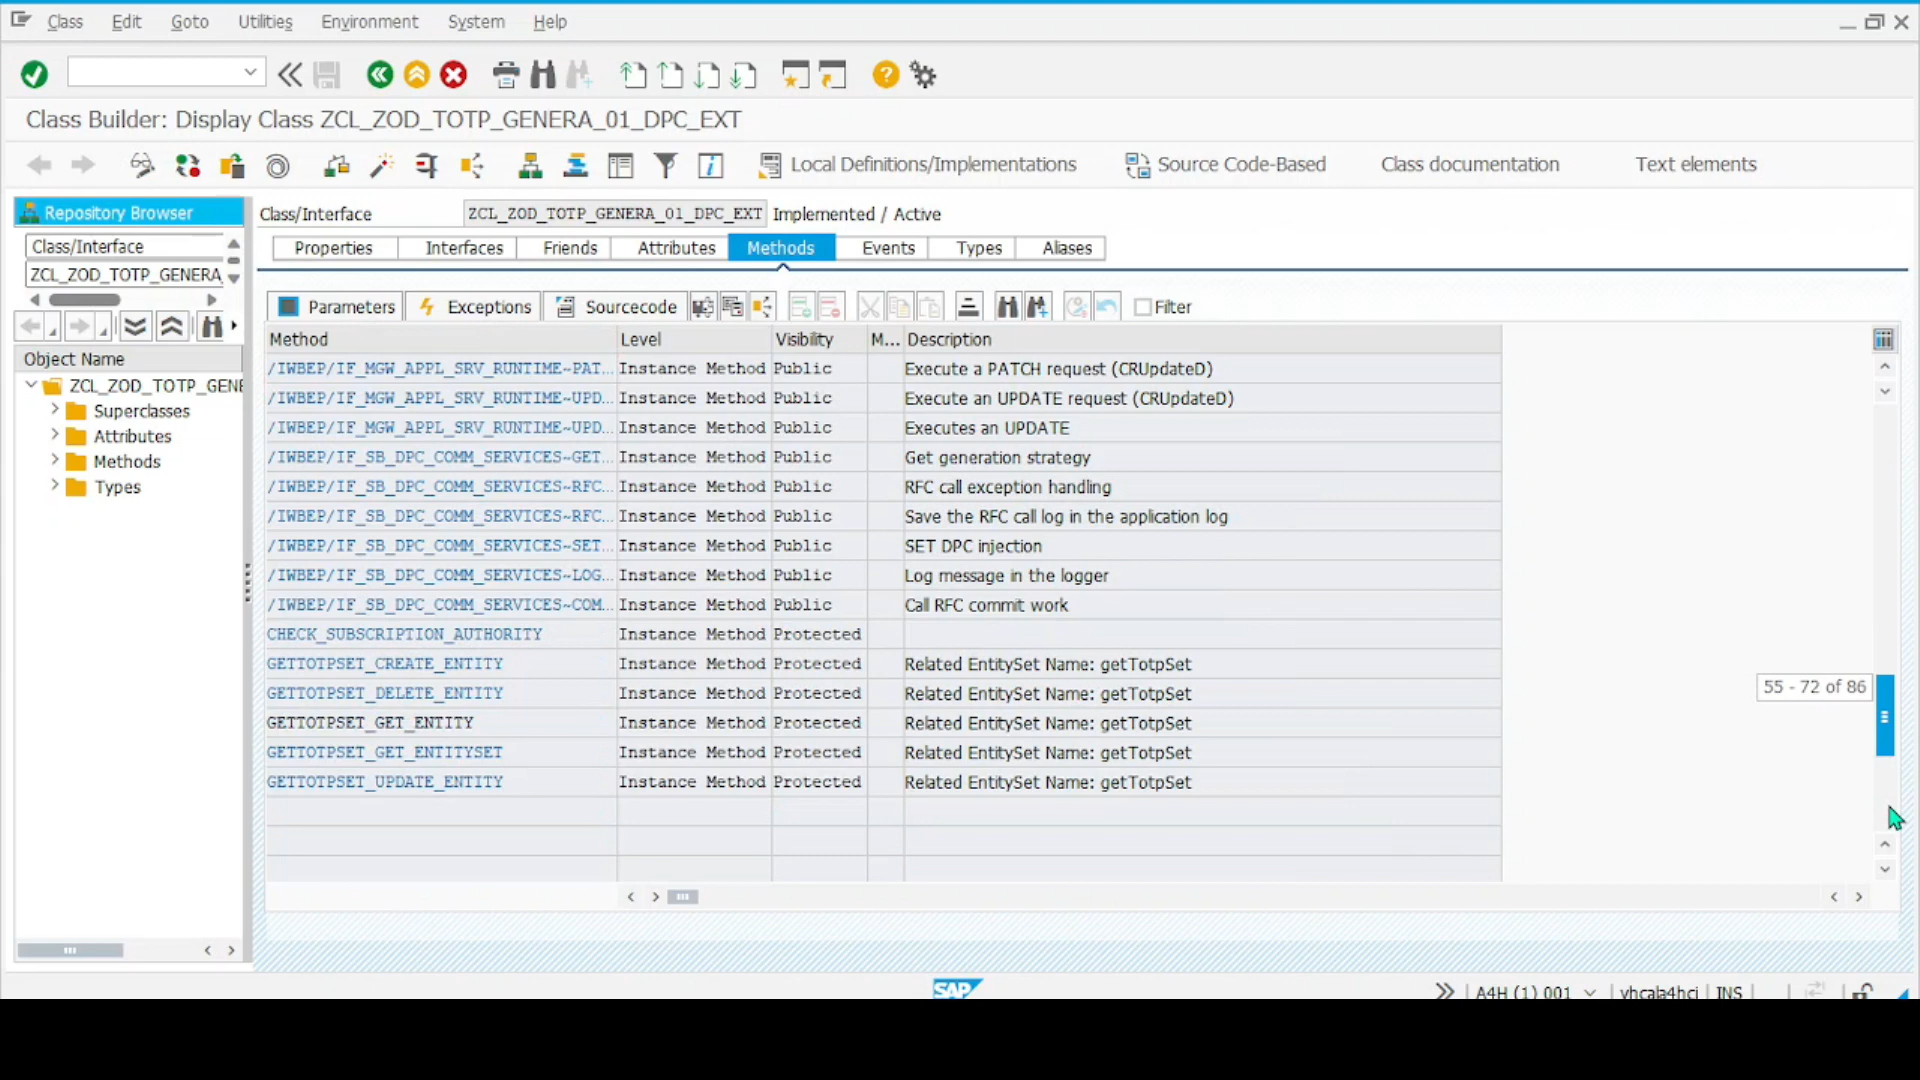 Class Edit Goto Utilities Environment System Help
Class Builder: Display Class ZCL_ZOD_TOTP_GENERA_01_DPC_EXT
Local Definitions/Implementations Source Code-Based Class documentation Text elements
Repository Browser
Class/Interface
ZCL_ZOD_TOTP_GENERA
Object Name
ZCL_ZOD_TOTP_GENE
Superclasses
Attributes
Methods
Types
Class/Interface ZCL_ZOD_TOTP_GENERA_01_DPC_EXT Implemented / Active
Properties Interfaces Friends Attributes Methods Events Types Aliases
Parameters Exceptions Sourcecode Filter
Method Level Visibility M... Description
/IWBEP/IF_MGW_APPL_SRV_RUNTIME~PAT... Instance Method Public Execute a PATCH request (CRUpdateD)
/IWBEP/IF_MGW_APPL_SRV_RUNTIME~UPD... Instance Method Public Execute an UPDATE request (CRUpdateD)
/IWBEP/IF_MGW_APPL_SRV_RUNTIME~UPD... Instance Method Public Executes an UPDATE
/IWBEP/IF_SB_DPC_COMM_SERVICES~GET... Instance Method Public Get generation strategy
/IWBEP/IF_SB_DPC_COMM_SERVICES~RFC... Instance Method Public RFC call exception handling
/IWBEP/IF_SB_DPC_COMM_SERVICES~RFC... Instance Method Public Save the RFC call log in the application log
/IWBEP/IF_SB_DPC_COMM_SERVICES~SET... Instance Method Public SET DPC injection
/IWBEP/IF_SB_DPC_COMM_SERVICES~LOG... Instance Method Public Log message in the logger
/IWBEP/IF_SB_DPC_COMM_SERVICES~COM... Instance Method Public Call RFC commit work
CHECK_SUBSCRIPTION_AUTHORITY Instance Method Protected
GETTOTPSET_CREATE_ENTITY Instance Method Protected Related EntitySet Name: getTotpSet
GETTOTPSET_DELETE_ENTITY Instance Method Protected Related EntitySet Name: getTotpSet
GETTOTPSET_GET_ENTITY Instance Method Protected Related EntitySet Name: getTotpSet
GETTOTPSET_GET_ENTITYSET Instance Method Protected Related EntitySet Name: getTotpSet
GETTOTPSET_UPDATE_ENTITY Instance Method Protected Related EntitySet Name: getTotpSet
55 - 72 of 86
SAP A4H (1) 001 vhcala4hci INS